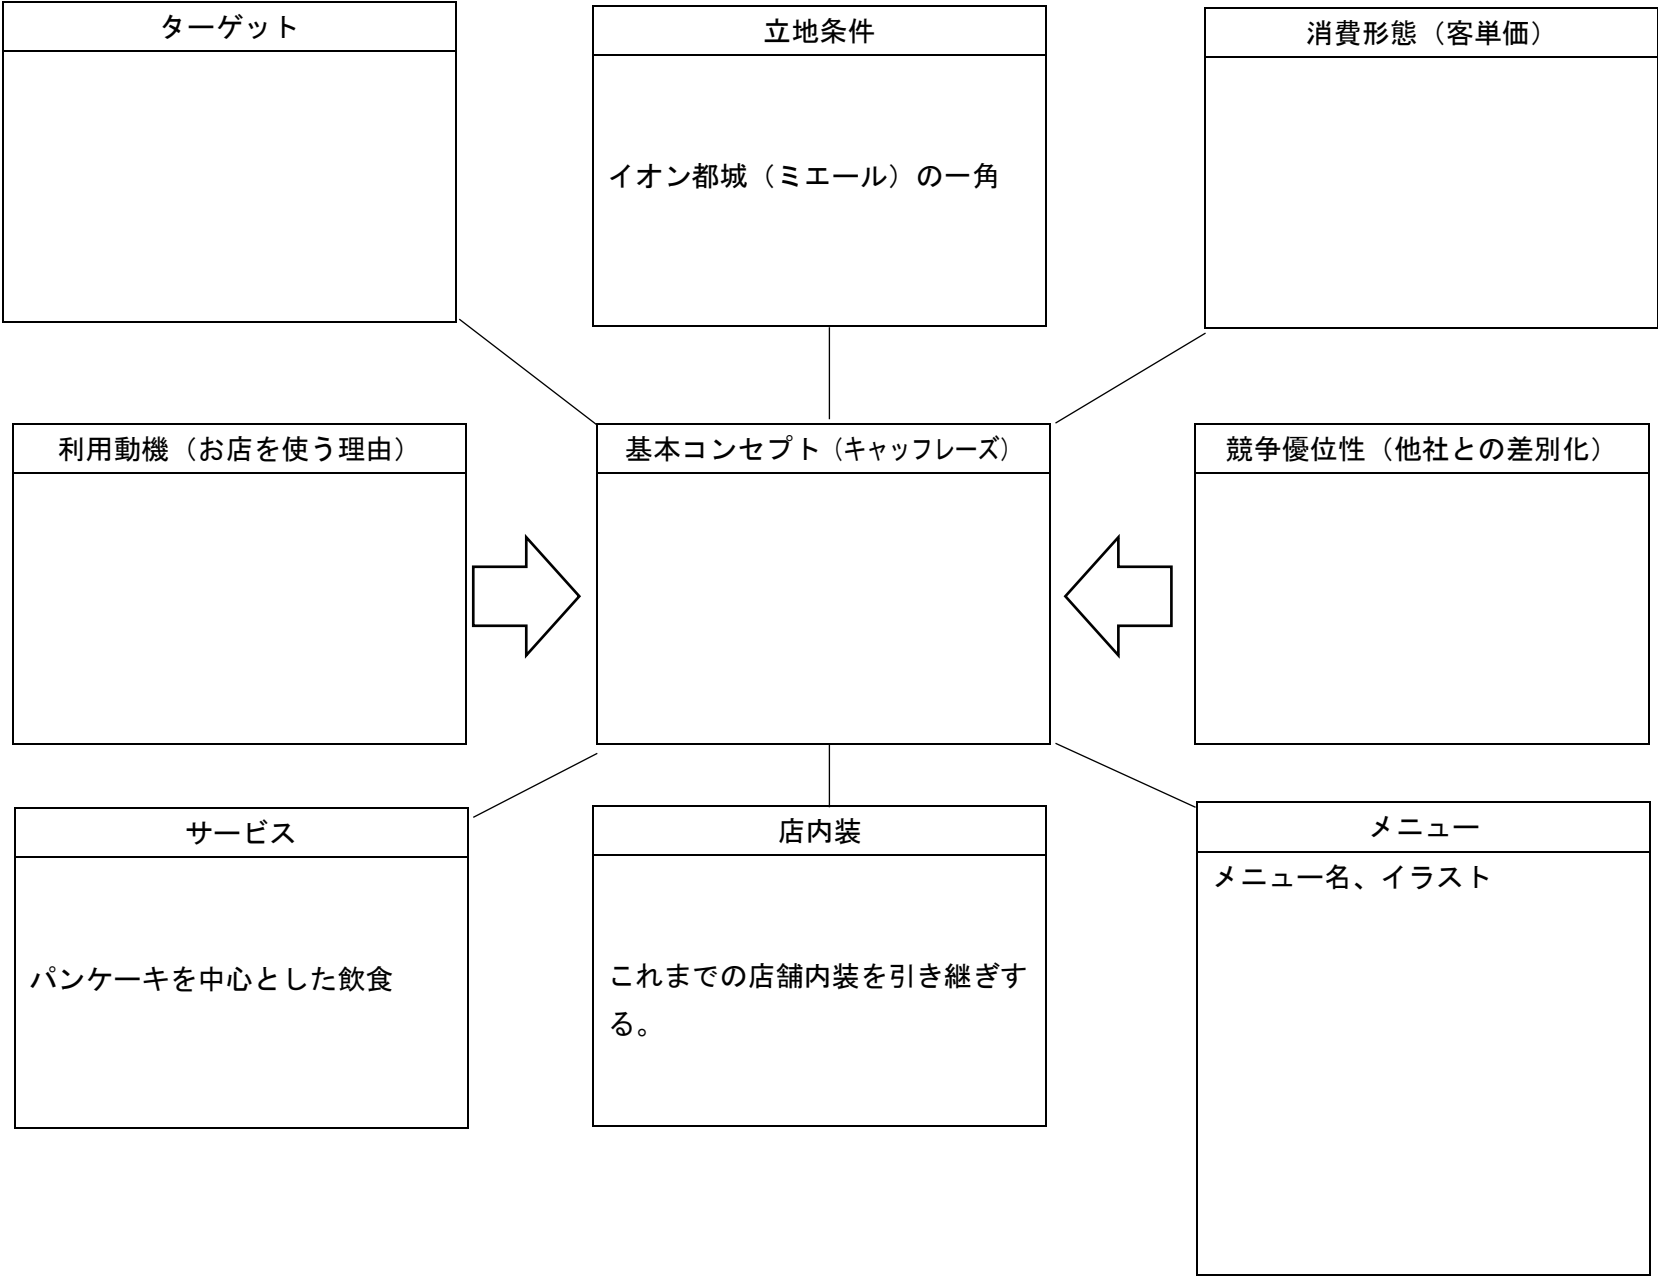 ターゲット
立地条件
イオン都城（ミエール）の一角
消費形態（客単価）
利用動機（お店を使う理由）
基本コンセプト（キャッフレーズ）
競争優位性（他社との差別化）
サービス
パンケーキを中心とした飲食
店内装
これまでの店舗内装を引き継ぎす
る。
メニュー
メニュー名、イラスト